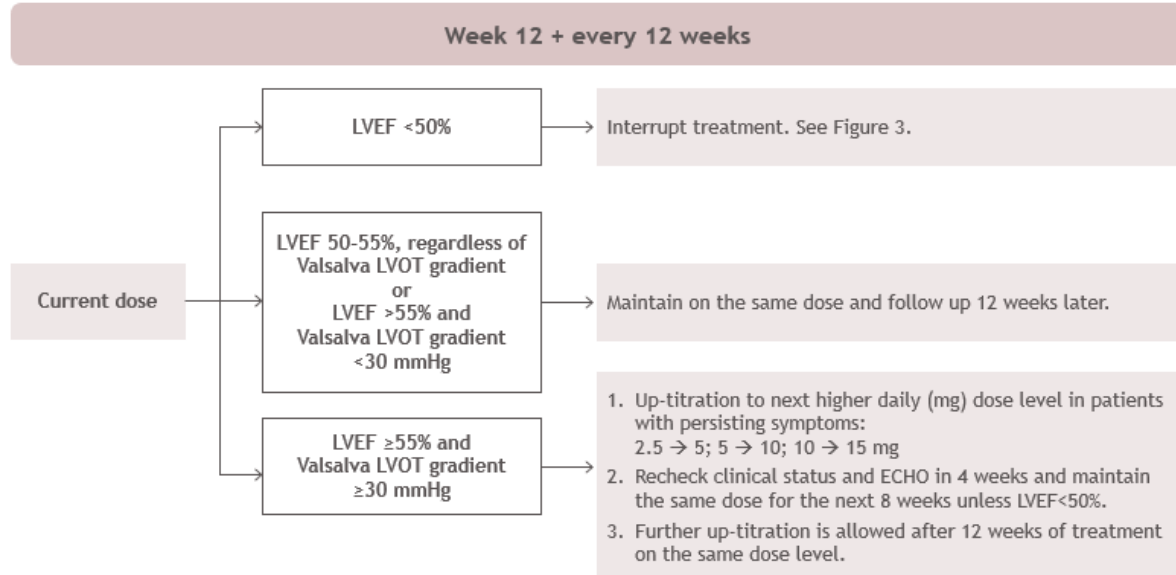 Week 12 + every 12 weeks
LVEF <50%
Interrupt treatment. See Figure 3.
Current dose
LVEF 50-55%, regardless of
Valsalva LVOT gradient
or
LVEF >55% and
Valsalva LVOT gradient
<30 mmHg
Maintain on the same dose and follow up 12 weeks later.
LVEF ≥55% and
Valsalva LVOT gradient
≥30 mmHg
1. Up-titration to next higher daily (mg) dose level in patients
with persisting symptoms:
2.5 → 5; 5 → 10; 10 → 15 mg
2. Recheck clinical status and ECHO in 4 weeks and maintain
the same dose for the next 8 weeks unless LVEF<50%.
3. Further up-titration is allowed after 12 weeks of treatment
on the same dose level.